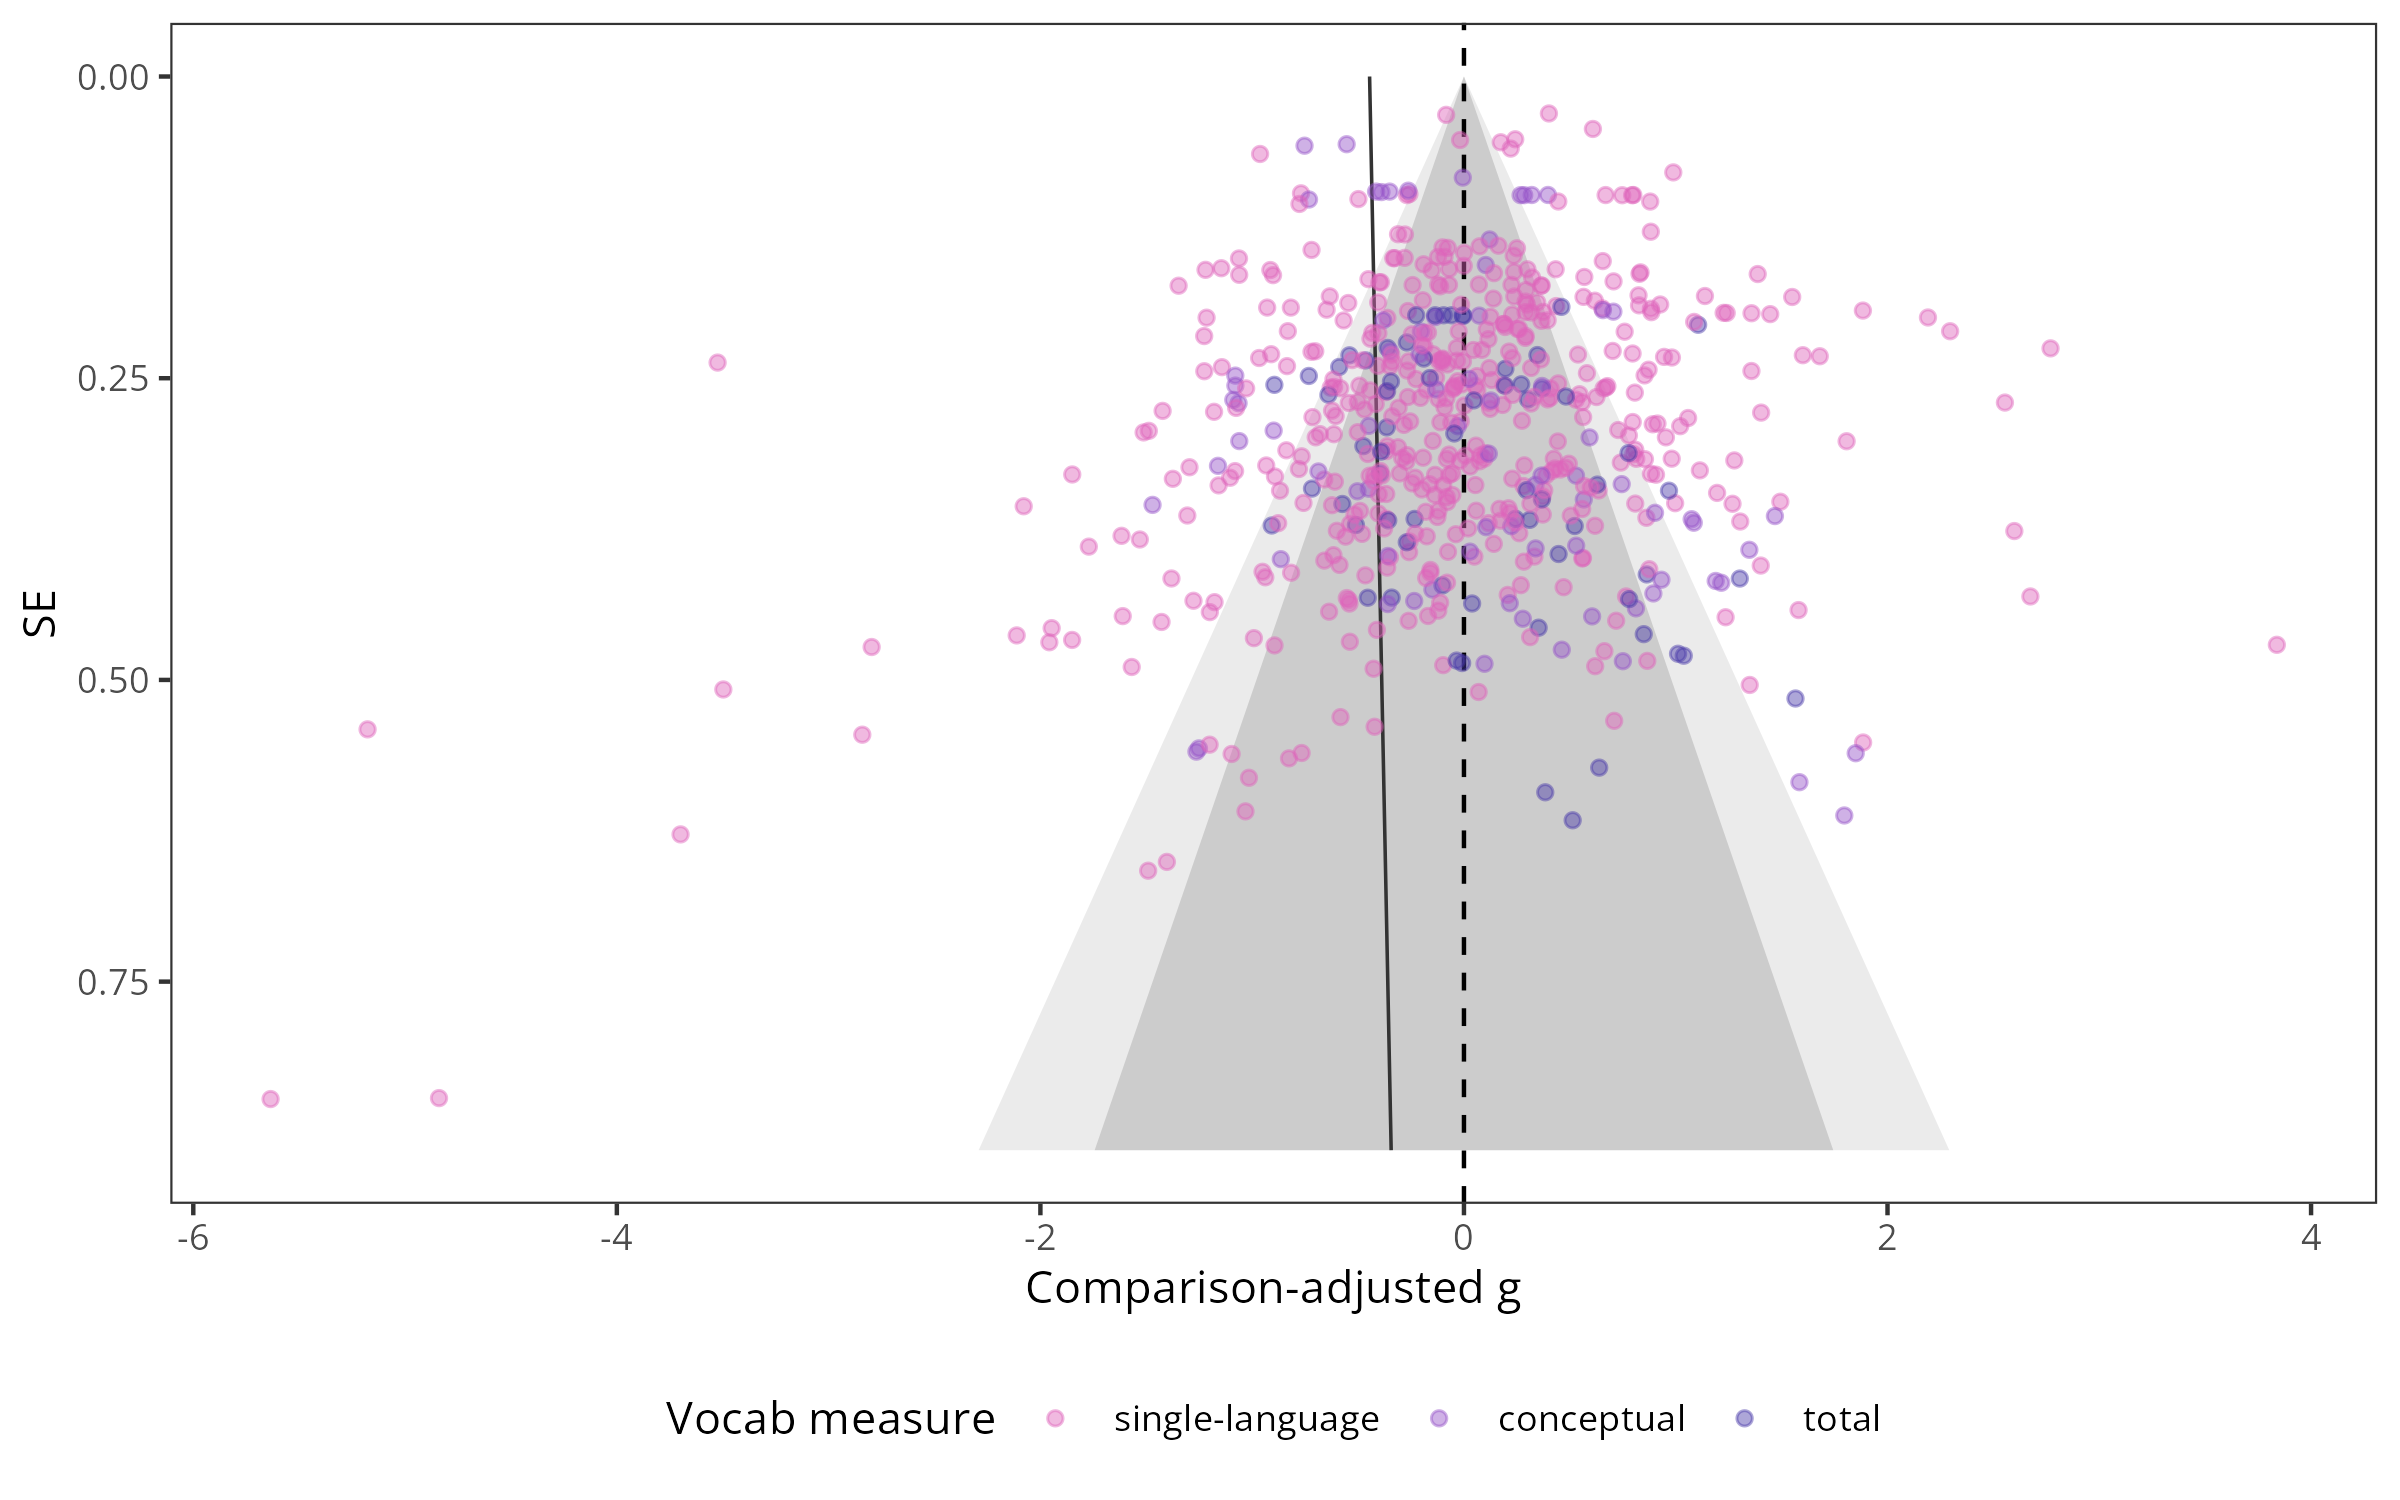 0.00
0.25
0.50
0.75
SE
-6
-4
-2
0
2
4
Comparison-adjusted g
Vocab measure
single-language
conceptual
total